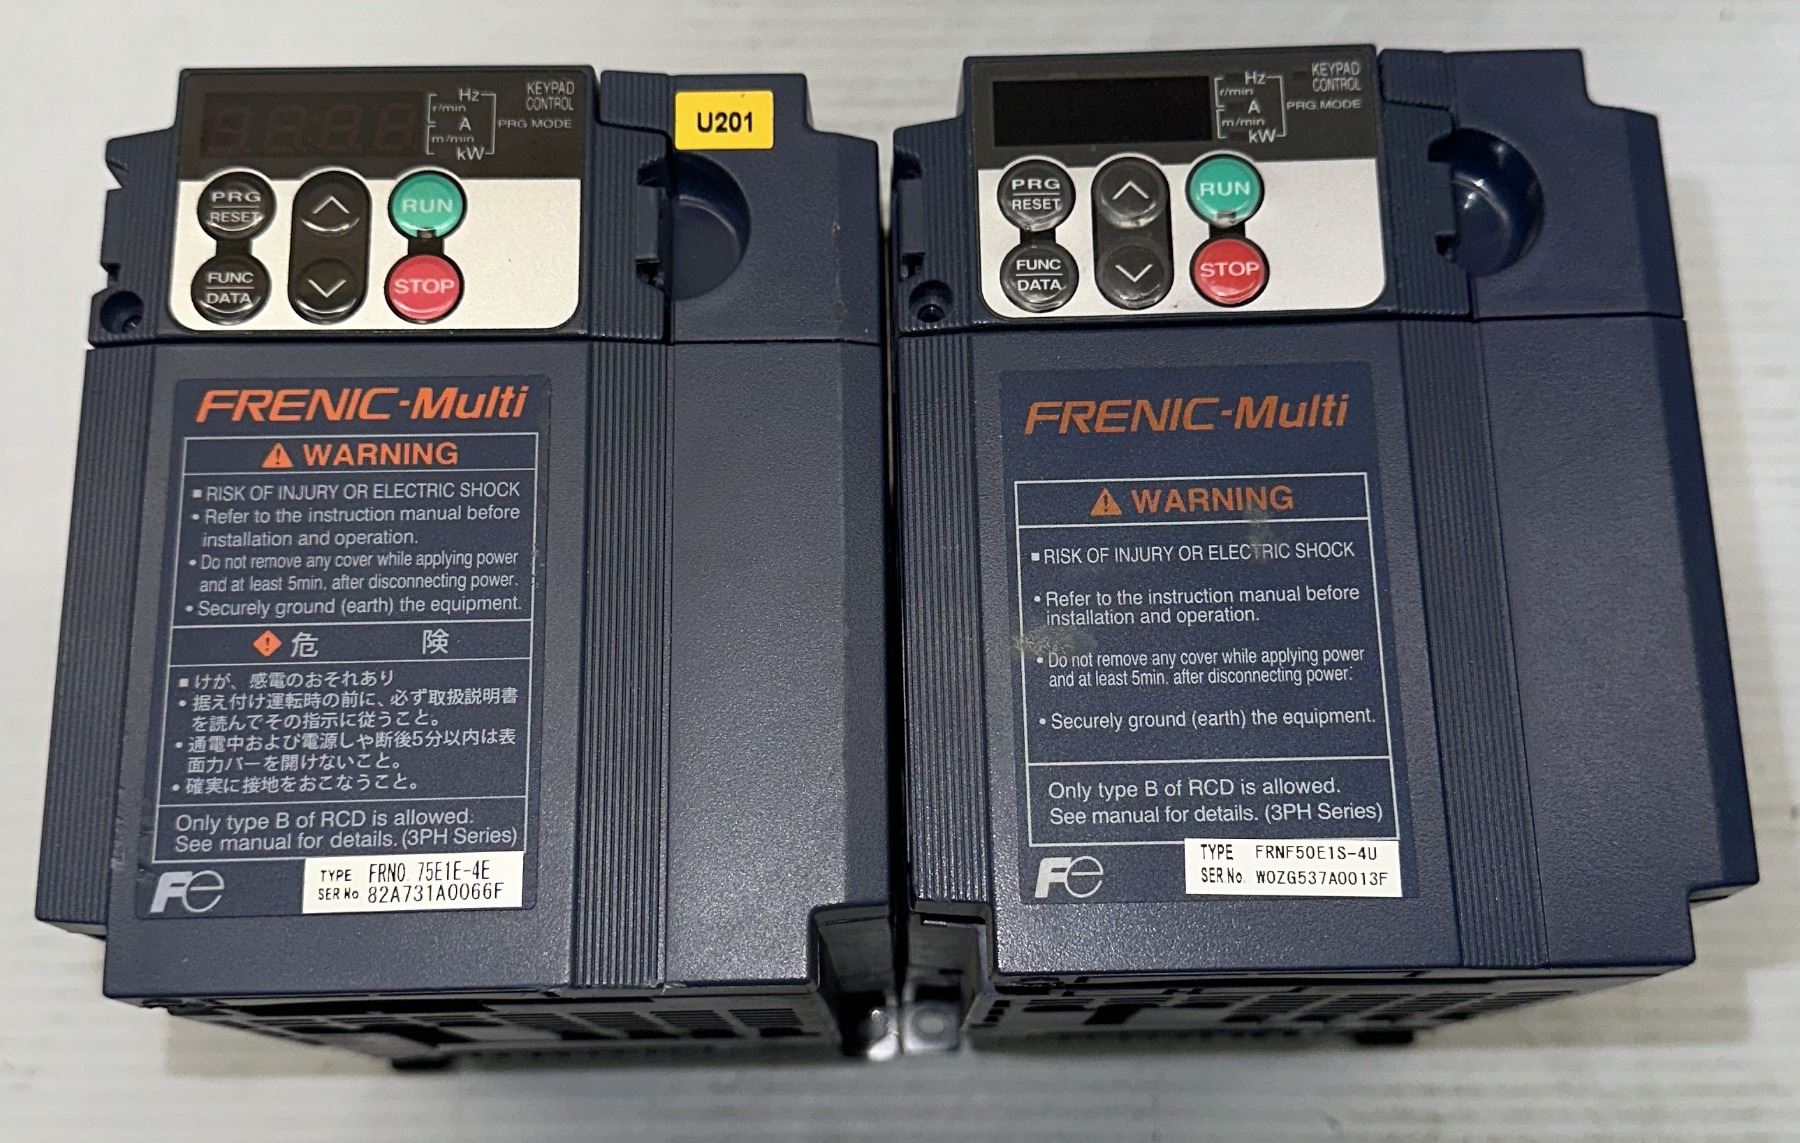 Hz
r/min
A
m/min
kW
KEYPAD
CONTROL
PRG MODE
U201
PRG
RESET
RUN
FUNC
DATA
STOP
FRENIC-Multi
WARNING
■ RISK OF INJURY OR ELECTRIC SHOCK
• Refer to the instruction manual before
installation and operation.
• Do not remove any cover while applying power
and at least 5min. after disconnecting power.
• Securely ground (earth) the equipment.
危 険
■ けが、感電のおそれあり
• 据え付け運転時の前に、必ず取扱説明書
を読んでその指示に従うこと。
• 通電中および電源しゃ断後5分以内は表
面カバーを開けないこと。
• 確実に接地をおこなうこと。
Only type B of RCD is allowed.
See manual for details. (3PH Series)
Fe
TYPE FRN0.75E1E-4E
SER No. 82A731A0066F
Hz
r/min
A
m/min
kW
KEYPAD
CONTROL
PRG MODE
PRG
RESET
RUN
FUNC
DATA
STOP
FRENIC-Multi
WARNING
■ RISK OF INJURY OR ELECTRIC SHOCK
• Refer to the instruction manual before
installation and operation.
• Do not remove any cover while applying power
and at least 5min. after disconnecting power.
• Securely ground (earth) the equipment.
Only type B of RCD is allowed.
See manual for details. (3PH Series)
Fe
TYPE FRNF50E1S-4U
SER No. W0ZG537A0013F